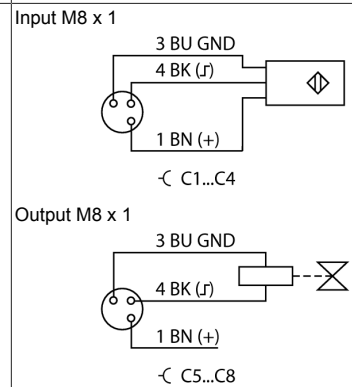 Input M8 x 1
3 BU GND
4 BK (⎍)
1 BN (+)
-⊂ C1...C4
Output M8 x 1
3 BU GND
4 BK (⎍)
1 BN (+)
-⊂ C5...C8